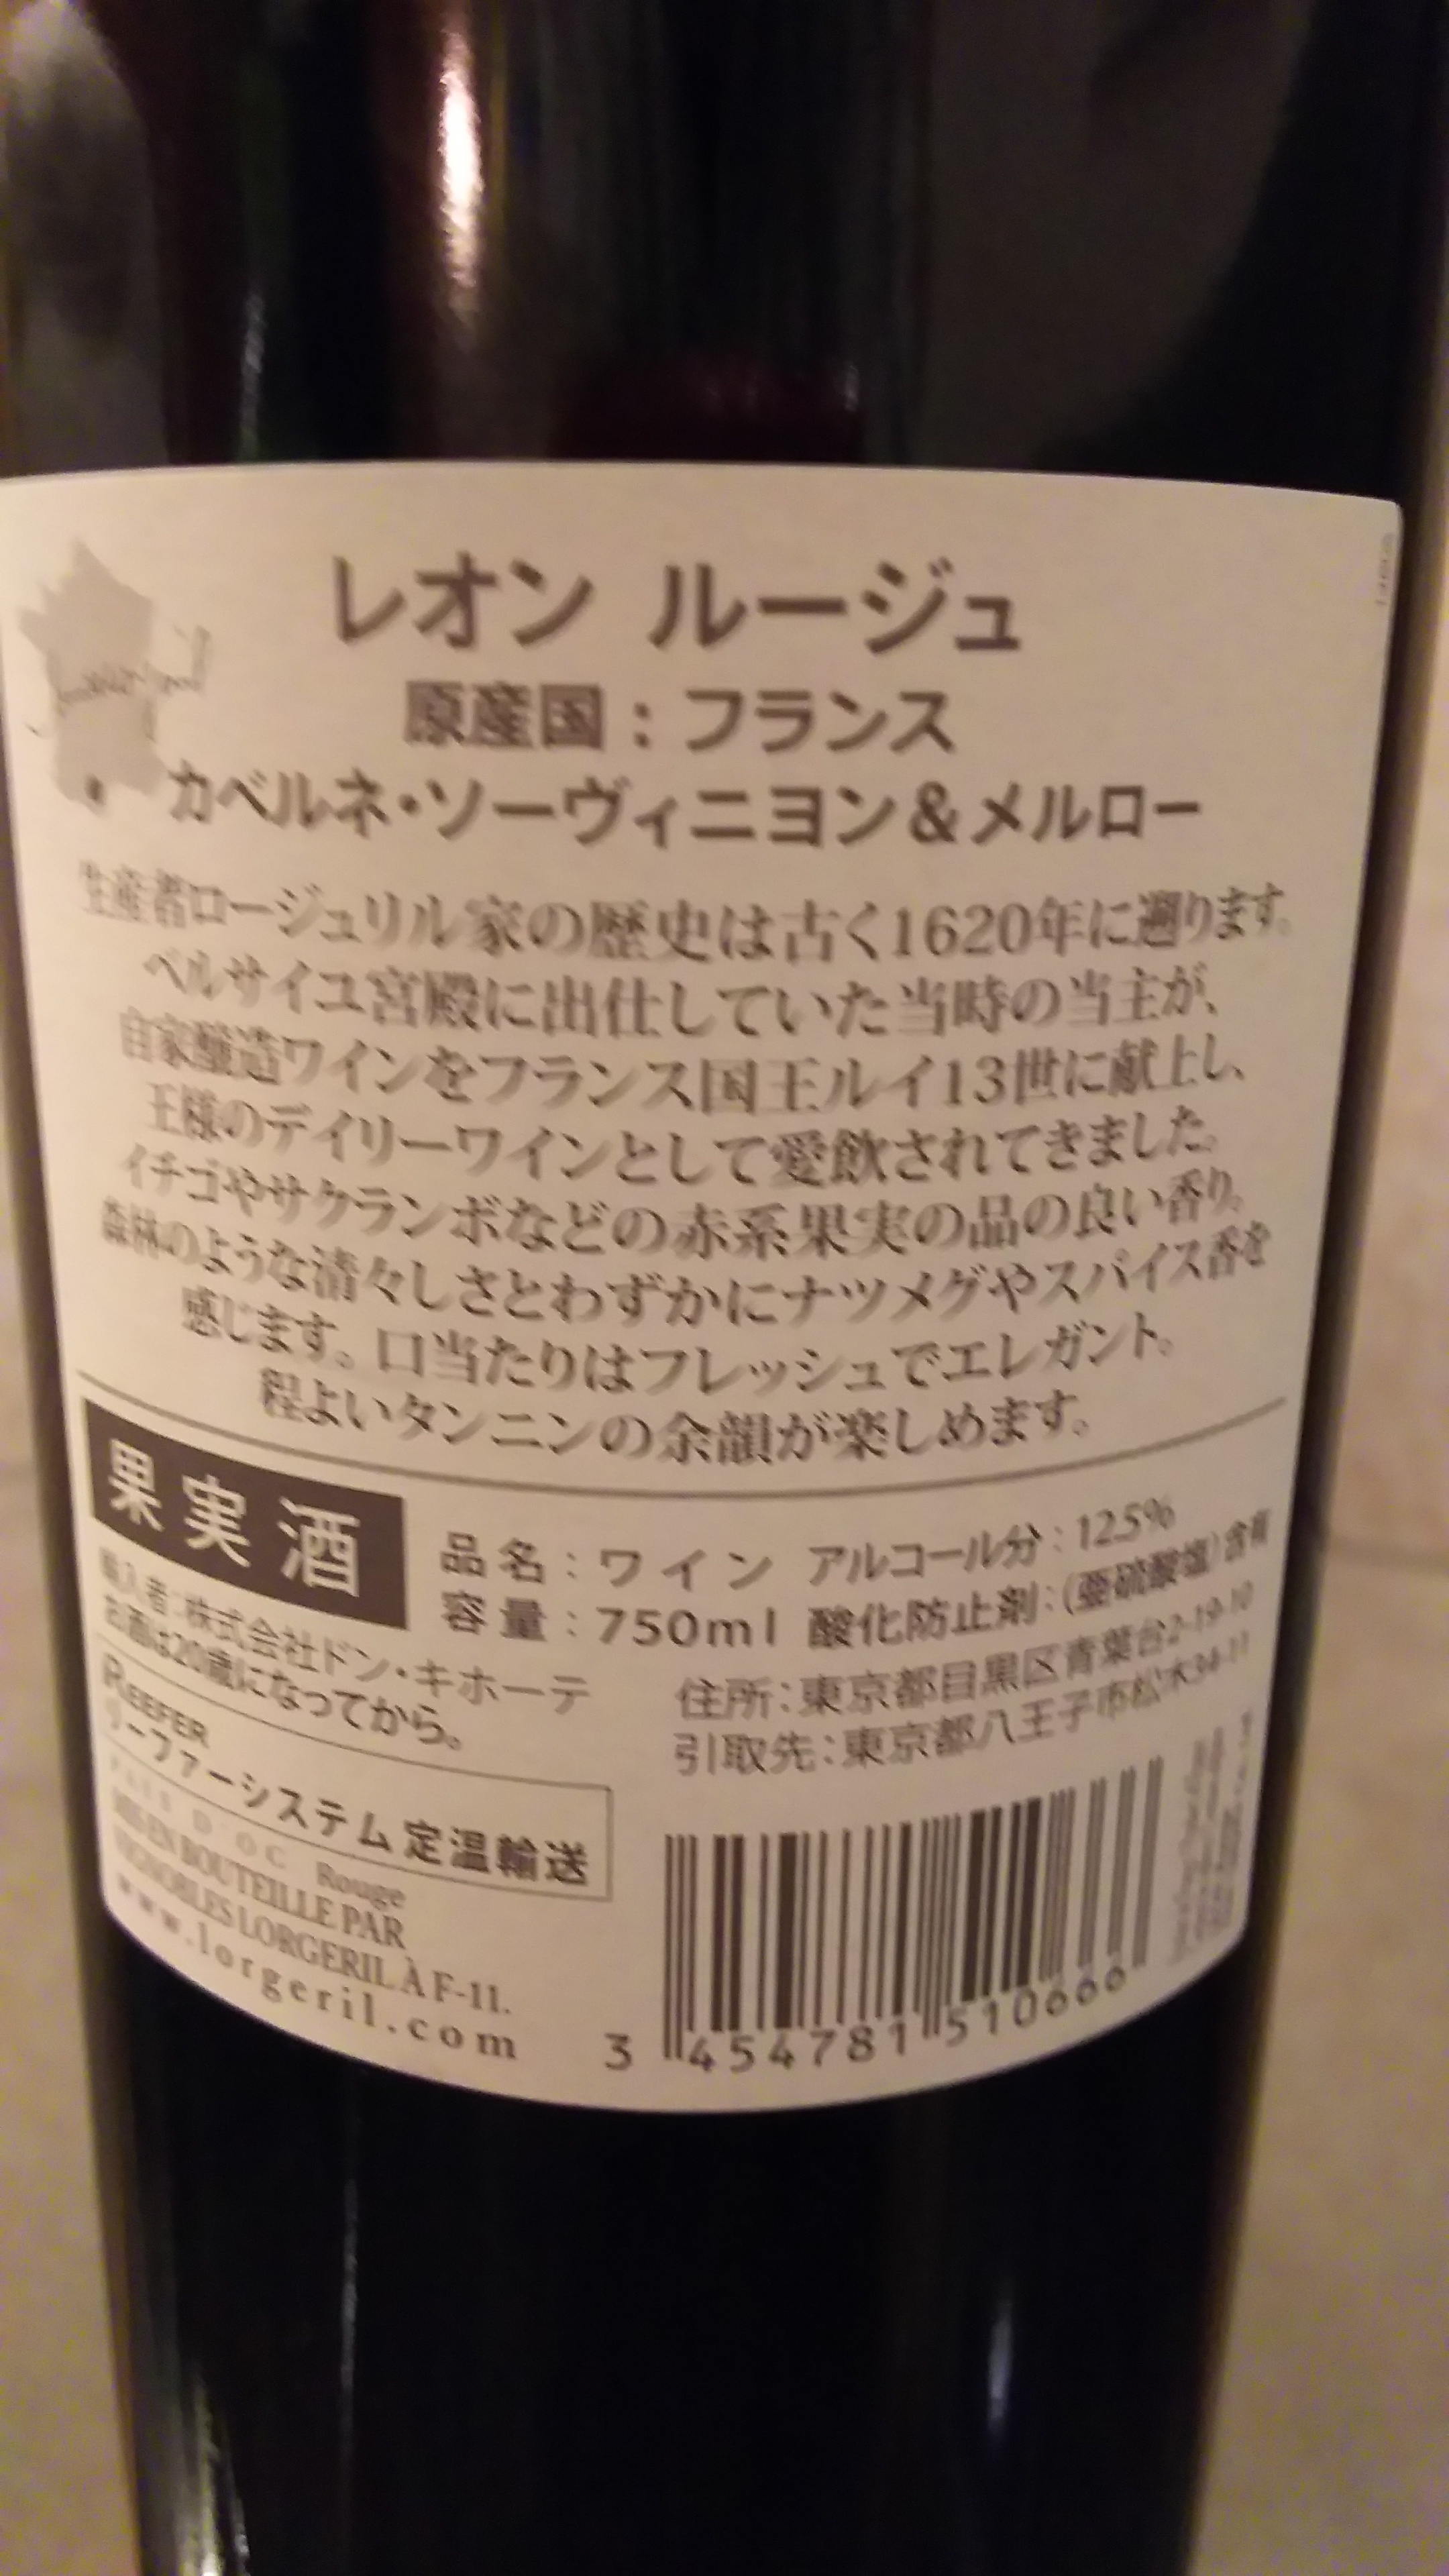 レオン ルージュ
原産国：フランス
カベルネ・ソーヴィニヨン＆メルロー
生産者ロージュリル家の歴史は古く1620年に遡ります。
ベルサイユ宮殿に出仕していた当時の当主が、
自家醸造ワインをフランス国王ルイ13世に献上し、
王様のデイリーワインとして愛飲されてきました。
イチゴやサクランボなどの赤系果実の品の良い香り。
森林のような清々しさとわずかにナツメグやスパイス香を
感じます。口当たりはフレッシュでエレガント。
程よいタンニンの余韻が楽しめます。
果実酒
品名：ワイン アルコール分：12.5%
容量：750ml 酸化防止剤：(亜硫酸塩)含有
輸入者：株式会社ドン・キホーテ
住所：東京都目黒区青葉台2-19-10
お酒は20歳になってから。
引取先：東京都八王子市松木34-11
REEFER
リーファーシステム 定温輸送
PAYS D'OC Rouge
MIS EN BOUTEILLE PAR
VIGNOBLES LORGERIL À F-11.
www.lorgeril.com
3 454781 510666